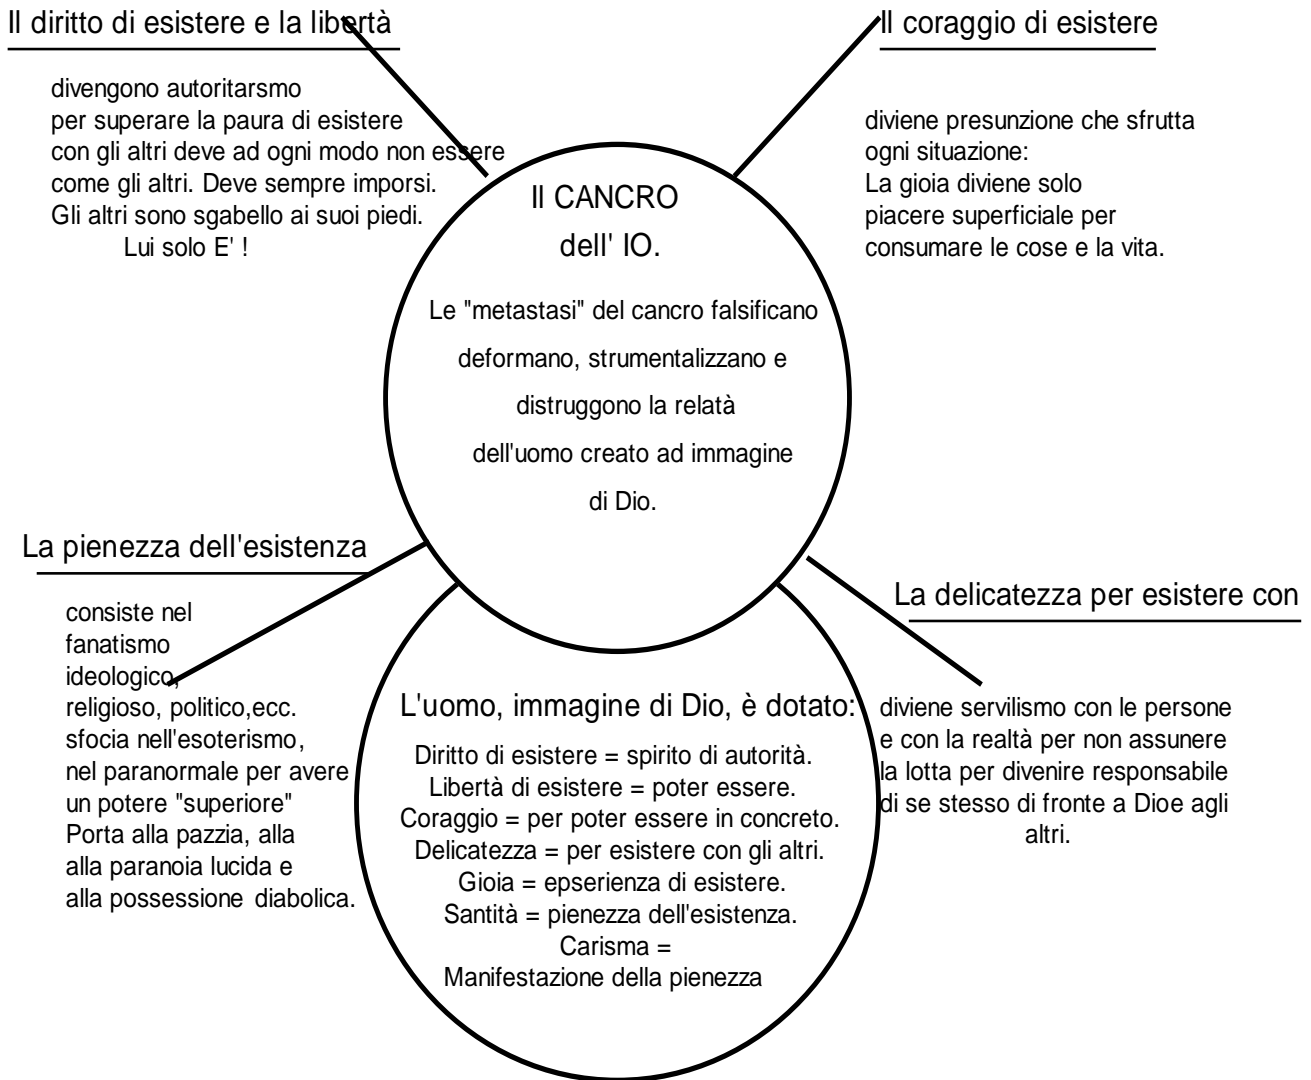 Il diritto di esistere e la libertà
divengono autoritarsmo
per superare la paura di esistere
con gli altri deve ad ogni modo non essere
come gli altri. Deve sempre imporsi.
Gli altri sono sgabello ai suoi piedi.
Lui solo E' !
Il coraggio di esistere
diviene presunzione che sfrutta
ogni situazione:
La gioia diviene solo
piacere superficiale per
consumare le cose e la vita.
Il CANCRO
dell' IO.
Le "metastasi" del cancro falsificano
deformano, strumentalizzano e
distruggono la relatà
dell'uomo creato ad immagine
di Dio.
La pienezza dell'esistenza
consiste nel
fanatismo
ideologico,
religioso, politico,ecc.
sfocia nell'esoterismo,
nel paranormale per avere
un potere "superiore"
Porta alla pazzia, alla
alla paranoia lucida e
alla possessione diabolica.
La delicatezza per esistere con
diviene servilismo con le persone
e con la realtà per non assunere
la lotta per divenire responsabile
di se stesso di fronte a Dioe agli
altri.
L'uomo, immagine di Dio, è dotato:
Diritto di esistere = spirito di autorità.
Libertà di esistere = poter essere.
Coraggio = per poter essere in concreto.
Delicatezza = per esistere con gli altri.
Gioia = epserienza di esistere.
Santità = pienezza dell'esistenza.
Carisma =
Manifestazione della pienezza